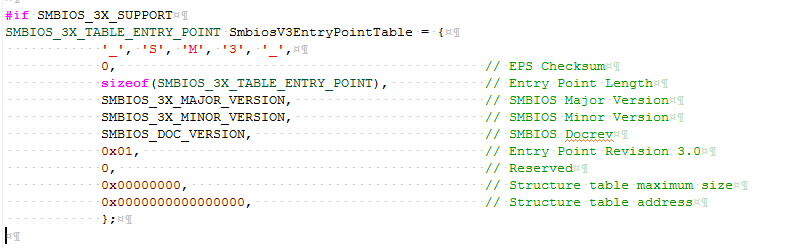 #if SMBIOS_3X_SUPPORT
SMBIOS_3X_TABLE_ENTRY_POINT SmbiosV3EntryPointTable = {
'_', 'S', 'M', '3', '_',
0, // EPS Checksum
sizeof(SMBIOS_3X_TABLE_ENTRY_POINT), // Entry Point Length
SMBIOS_3X_MAJOR_VERSION, // SMBIOS Major Version
SMBIOS_3X_MINOR_VERSION, // SMBIOS Minor Version
SMBIOS_DOC_VERSION, // SMBIOS Docrev
0x01, // Entry Point Revision 3.0
0, // Reserved
0x00000000, // Structure table maximum size
0x0000000000000000, // Structure table address
};